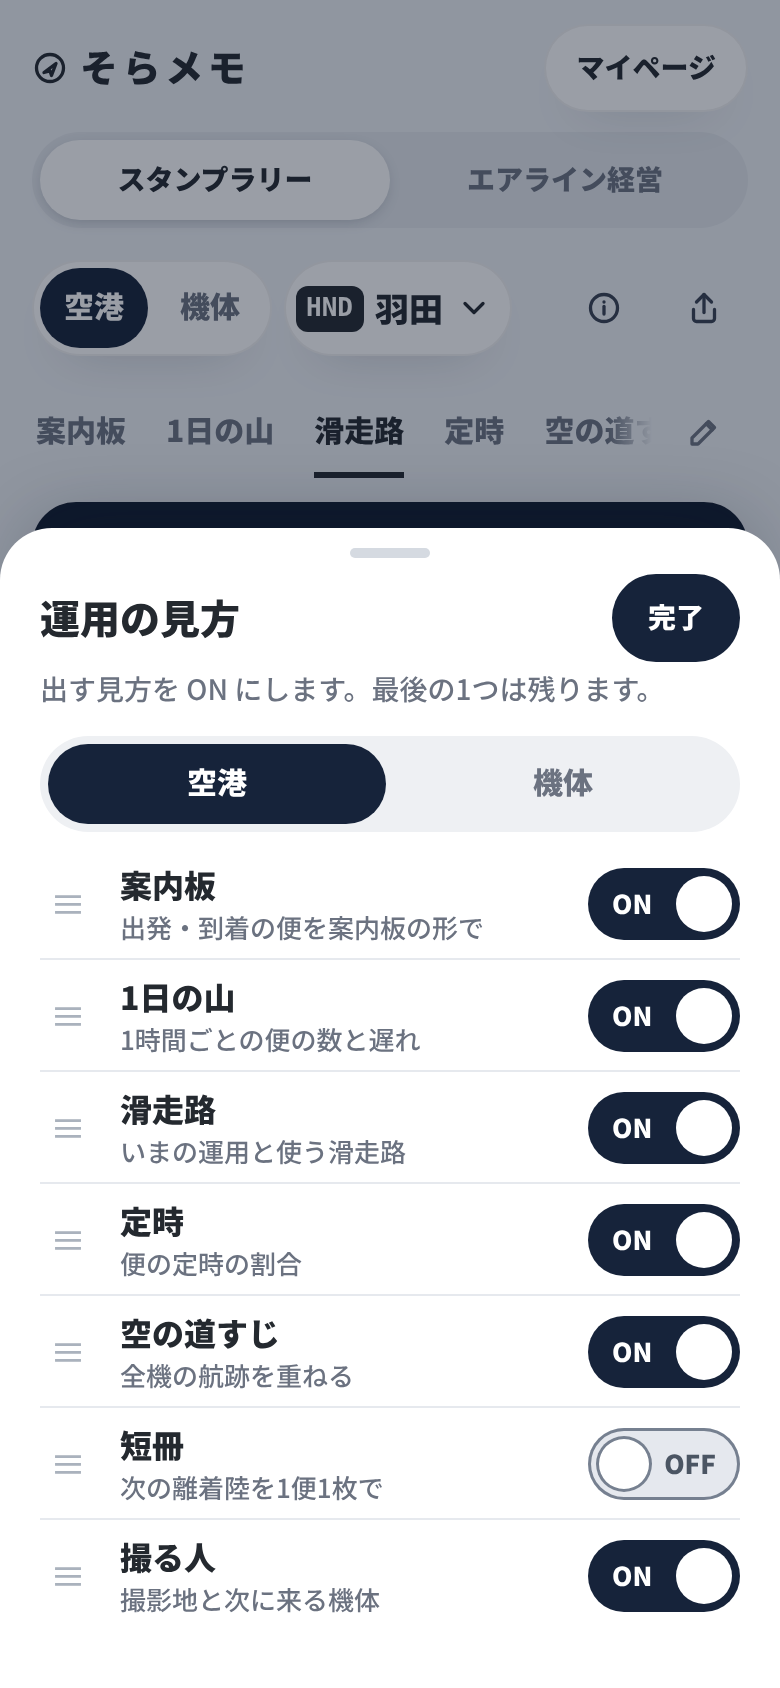 そらメモ
マイページ
スタンプラリー
エアライン経営
空港
機体
HND 羽田
案内板
1日の山
滑走路
定時
空の道す
運用の見方
完了
出す見方を ON にします。最後の1つは残ります。
空港
機体
案内板
出発・到着の便を案内板の形で
ON
1日の山
1時間ごとの便の数と遅れ
ON
滑走路
いまの運用と使う滑走路
ON
定時
便の定時の割合
ON
空の道すじ
全機の航跡を重ねる
ON
短冊
次の離着陸を1便1枚で
OFF
撮る人
撮影地と次に来る機体
ON